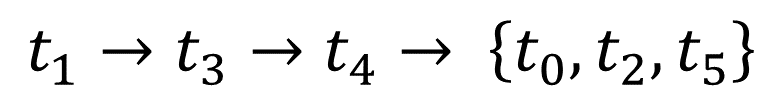 t₁ → t₃ → t₄ → {t₀, t₂, t₅}